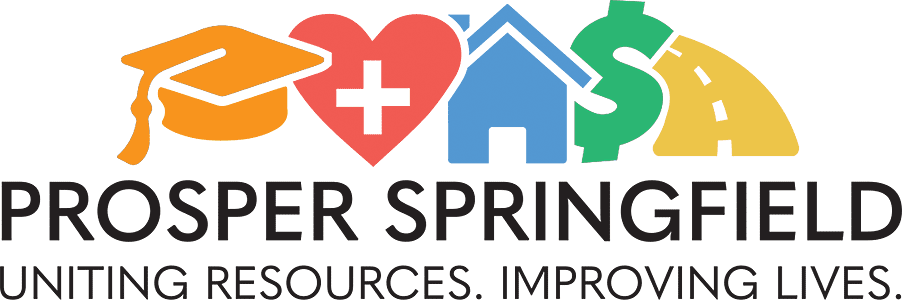 PROSPER SPRINGFIELD
UNITING RESOURCES. IMPROVING LIVES.